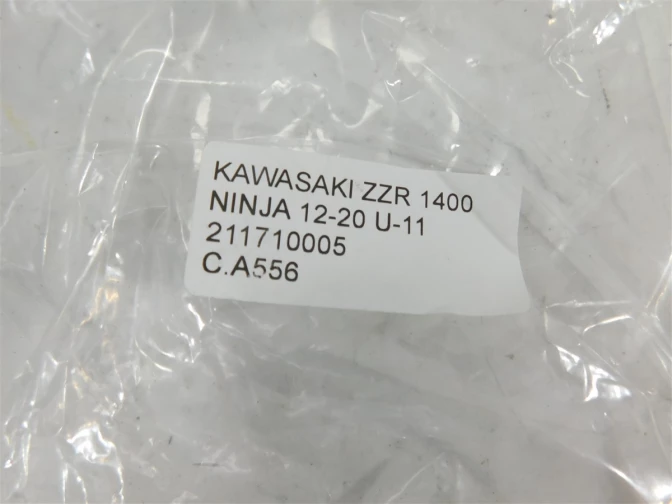 KAWASAKI ZZR 1400
NINJA 12-20 U-11
211710005
C.A556